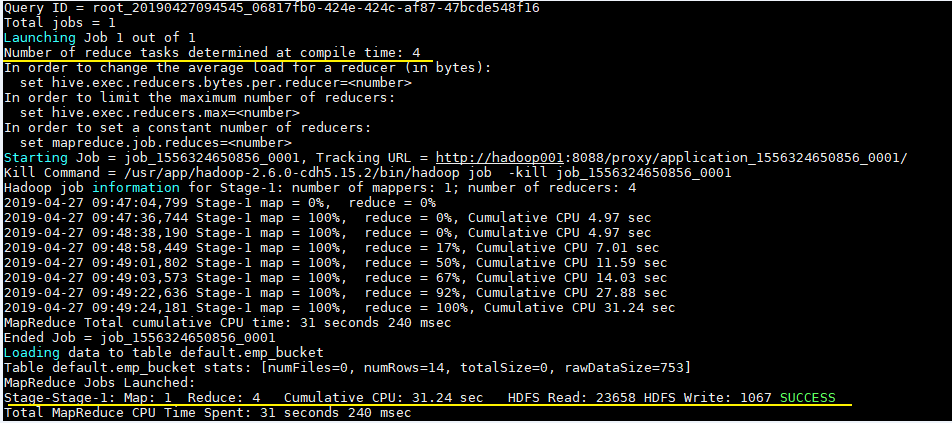 Query ID = root_20190427094545_06817fb0-424e-424c-af87-47bcde548f16
Total jobs = 1
Launching Job 1 out of 1
Number of reduce tasks determined at compile time: 4
In order to change the average load for a reducer (in bytes):
  set hive.exec.reducers.bytes.per.reducer=<number>
In order to limit the maximum number of reducers:
  set hive.exec.reducers.max=<number>
In order to set a constant number of reducers:
  set mapreduce.job.reduces=<number>
Starting Job = job_1556324650856_0001, Tracking URL = http://hadoop001:8088/proxy/application_1556324650856_0001/
Kill Command = /usr/app/hadoop-2.6.0-cdh5.15.2/bin/hadoop job  -kill job_1556324650856_0001
Hadoop job information for Stage-1: number of mappers: 1; number of reducers: 4
2019-04-27 09:47:04,799 Stage-1 map = 0%,  reduce = 0%
2019-04-27 09:47:36,744 Stage-1 map = 100%,  reduce = 0%, Cumulative CPU 4.97 sec
2019-04-27 09:48:38,190 Stage-1 map = 100%,  reduce = 0%, Cumulative CPU 4.97 sec
2019-04-27 09:48:58,449 Stage-1 map = 100%,  reduce = 17%, Cumulative CPU 7.01 sec
2019-04-27 09:49:01,802 Stage-1 map = 100%,  reduce = 50%, Cumulative CPU 11.59 sec
2019-04-27 09:49:03,573 Stage-1 map = 100%,  reduce = 67%, Cumulative CPU 14.03 sec
2019-04-27 09:49:22,636 Stage-1 map = 100%,  reduce = 92%, Cumulative CPU 27.88 sec
2019-04-27 09:49:24,181 Stage-1 map = 100%,  reduce = 100%, Cumulative CPU 31.24 sec
MapReduce Total cumulative CPU time: 31 seconds 240 msec
Ended Job = job_1556324650856_0001
Loading data to table default.emp_bucket
Table default.emp_bucket stats: [numFiles=0, numRows=14, totalSize=0, rawDataSize=753]
MapReduce Jobs Launched:
Stage-Stage-1: Map: 1  Reduce: 4   Cumulative CPU: 31.24 sec   HDFS Read: 23658 HDFS Write: 1067 SUCCESS
Total MapReduce CPU Time Spent: 31 seconds 240 msec